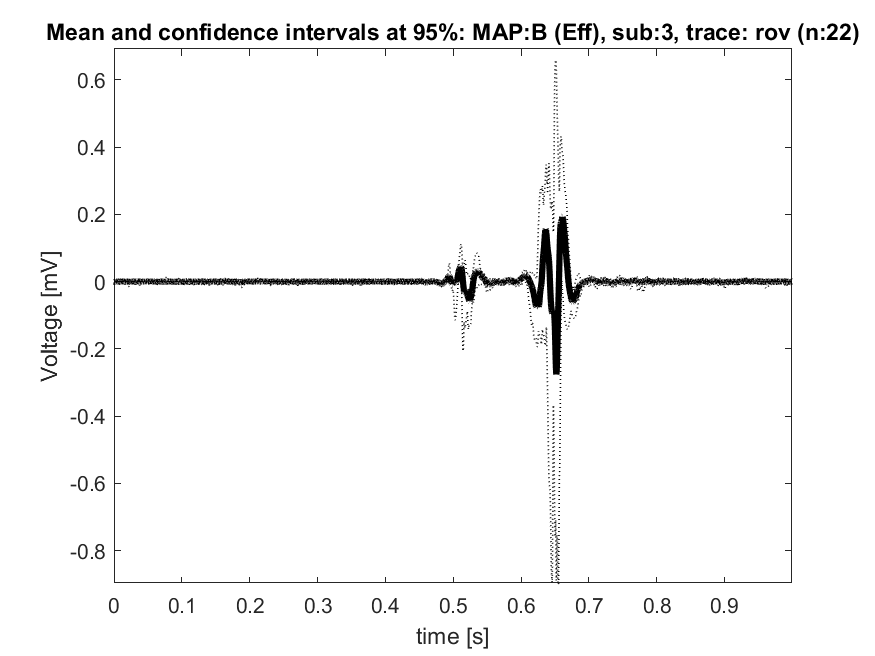 Mean and confidence intervals at 95%: MAP:B (Eff), sub:3, trace: rov (n:22)
0.6
0.4
0.2
0
-0.2
-0.4
-0.6
-0.8
Voltage [mV]
0 0.1 0.2 0.3 0.4 0.5 0.6 0.7 0.8 0.9
time [s]